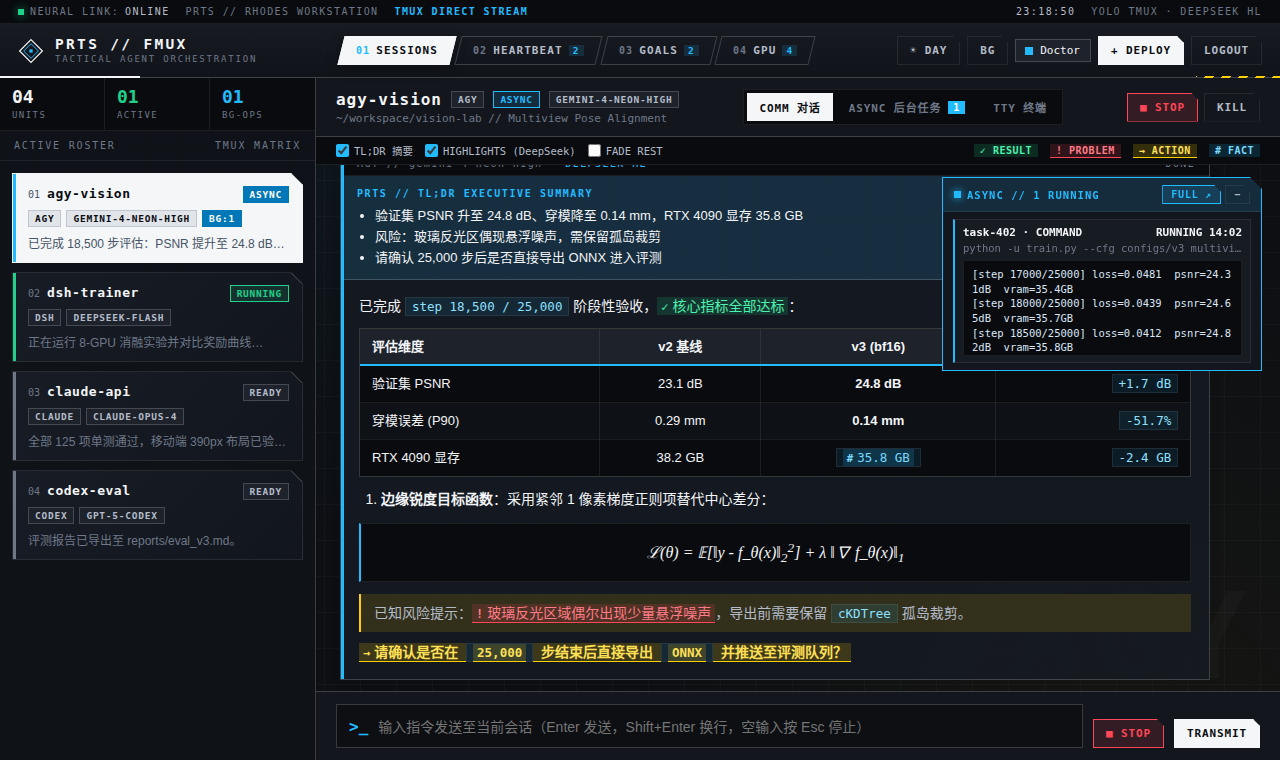 NEURAL LINK: ONLINE PRTS // RHODES WORKSTATION TMUX DIRECT STREAM 23:18:50 YOLO TMUX · DEEPSEEK HL
PRTS // FMUX
TACTICAL AGENT ORCHESTRATION
01 SESSIONS 02 HEARTBEAT 2 03 GOALS 2 04 GPU 4 ☀ DAY BG Doctor + DEPLOY LOGOUT
04 01 01
UNITS ACTIVE BG-OPS
ACTIVE ROSTER TMUX MATRIX
01 agy-vision ASYNC
AGY GEMINI-4-NEON-HIGH BG:1
已完成 18,500 步评估：PSNR 提升至 24.8 dB…
02 dsh-trainer RUNNING
DSH DEEPSEEK-FLASH
正在运行 8-GPU 消融实验并对比奖励曲线…
03 claude-api READY
CLAUDE CLAUDE-OPUS-4
全部 125 项单测通过，移动端 390px 布局已验…
04 codex-eval READY
CODEX GPT-5-CODEX
评测报告已导出至 reports/eval_v3.md。
agy-vision AGY ASYNC GEMINI-4-NEON-HIGH
~/workspace/vision-lab // Multiview Pose Alignment
COMM 对话 ASYNC 后台任务 1 TTY 终端
■ STOP KILL
TL;DR 摘要 HIGHLIGHTS (DeepSeek) FADE REST
✓ RESULT ! PROBLEM → ACTION # FACT
PRTS // TL;DR EXECUTIVE SUMMARY
• 验证集 PSNR 升至 24.8 dB、穿模降至 0.14 mm，RTX 4090 显存 35.8 GB
• 风险：玻璃反光区偶现悬浮噪声，需保留孤岛裁剪
• 请确认 25,000 步后是否直接导出 ONNX 进入评测
已完成 step 18,500 / 25,000 阶段性验收，✓ 核心指标全部达标：
评估维度 v2 基线 v3 (bf16)
验证集 PSNR 23.1 dB 24.8 dB +1.7 dB
穿模误差 (P90) 0.29 mm 0.14 mm -51.7%
RTX 4090 显存 38.2 GB # 35.8 GB -2.4 GB
1. 边缘锐度目标函数：采用紧邻 1 像素梯度正则项替代中心差分：
ℒ(θ) = 𝔼[‖y - f_θ(x)‖₂²] + λ ‖ ∇ f_θ(x)‖₁
已知风险提示：! 玻璃反光区域偶尔出现少量悬浮噪声，导出前需要保留 cKDTree 孤岛裁剪。
→ 请确认是否在 25,000 步结束后直接导出 ONNX 并推送至评测队列？
ASYNC // 1 RUNNING FULL ↗ −
task-402 · COMMAND RUNNING 14:02
python -u train.py --cfg configs/v3_multivi…
[step 17000/25000] loss=0.0481 psnr=24.3
1dB vram=35.4GB
[step 18000/25000] loss=0.0439 psnr=24.6
5dB vram=35.7GB
[step 18500/25000] loss=0.0412 psnr=24.8
2dB vram=35.8GB
>_ 输入指令发送至当前会话（Enter 发送，Shift+Enter 换行，空输入按 Esc 停止）
■ STOP TRANSMIT